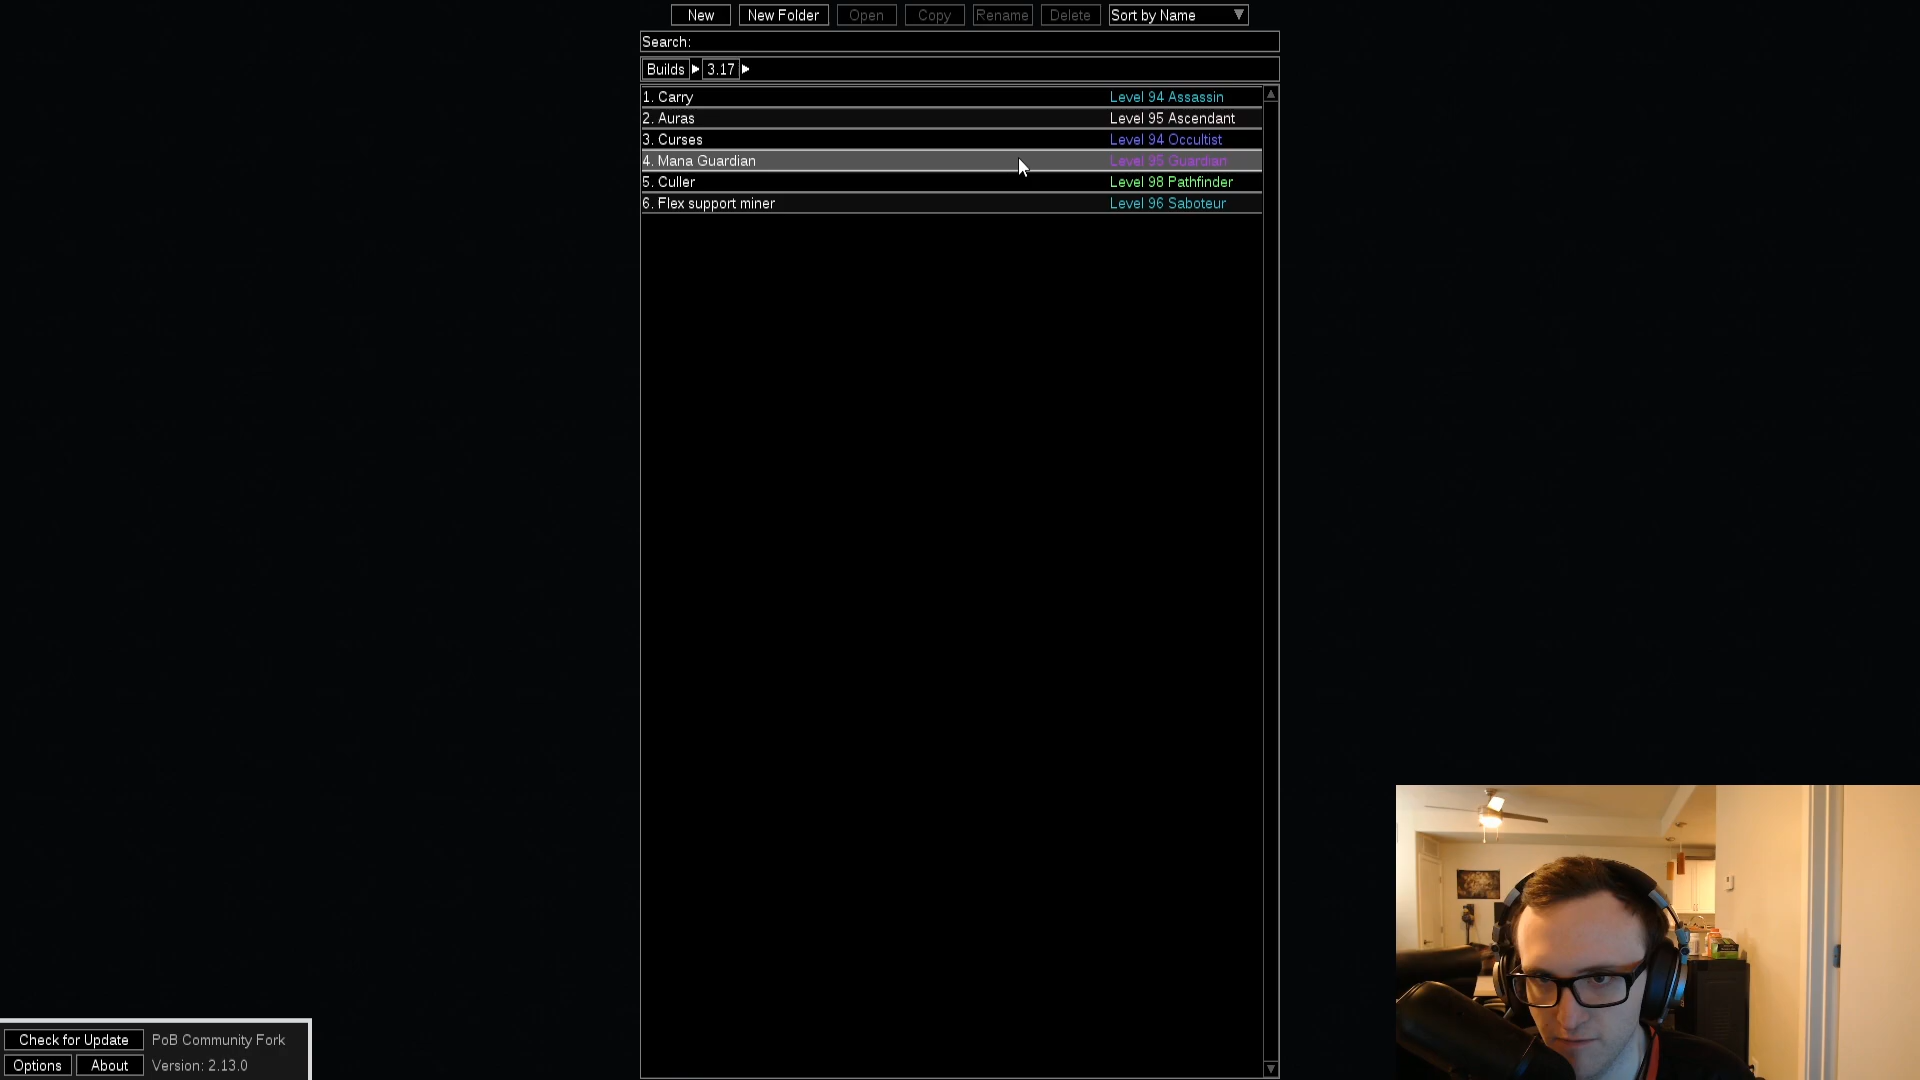 New New Folder Open Copy Rename Delete Sort by Name
Search:
Builds 3.17
1. Carry Level 94 Assassin
2. Auras Level 95 Ascendant
3. Curses Level 94 Occultist
4. Mana Guardian Level 95 Guardian
5. Culler Level 98 Pathfinder
6. Flex support miner Level 96 Saboteur
Check for Update PoB Community Fork
Options About Version: 2.13.0